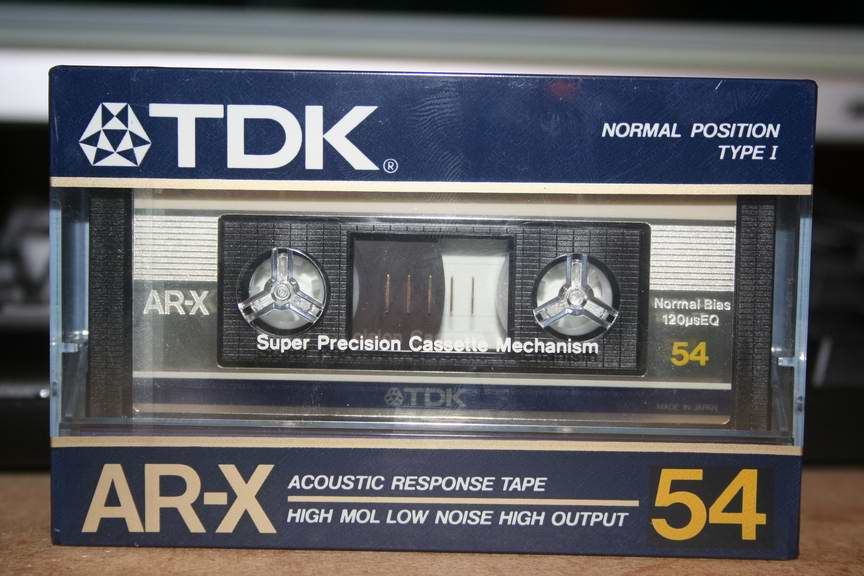 TDK®
NORMAL POSITION
TYPE I
AR-X
Normal Bias
120µsEQ
Super Precision Cassette Mechanism
54
TDK
MADE IN JAPAN
AR-X
ACOUSTIC RESPONSE TAPE
HIGH MOL LOW NOISE HIGH OUTPUT
54